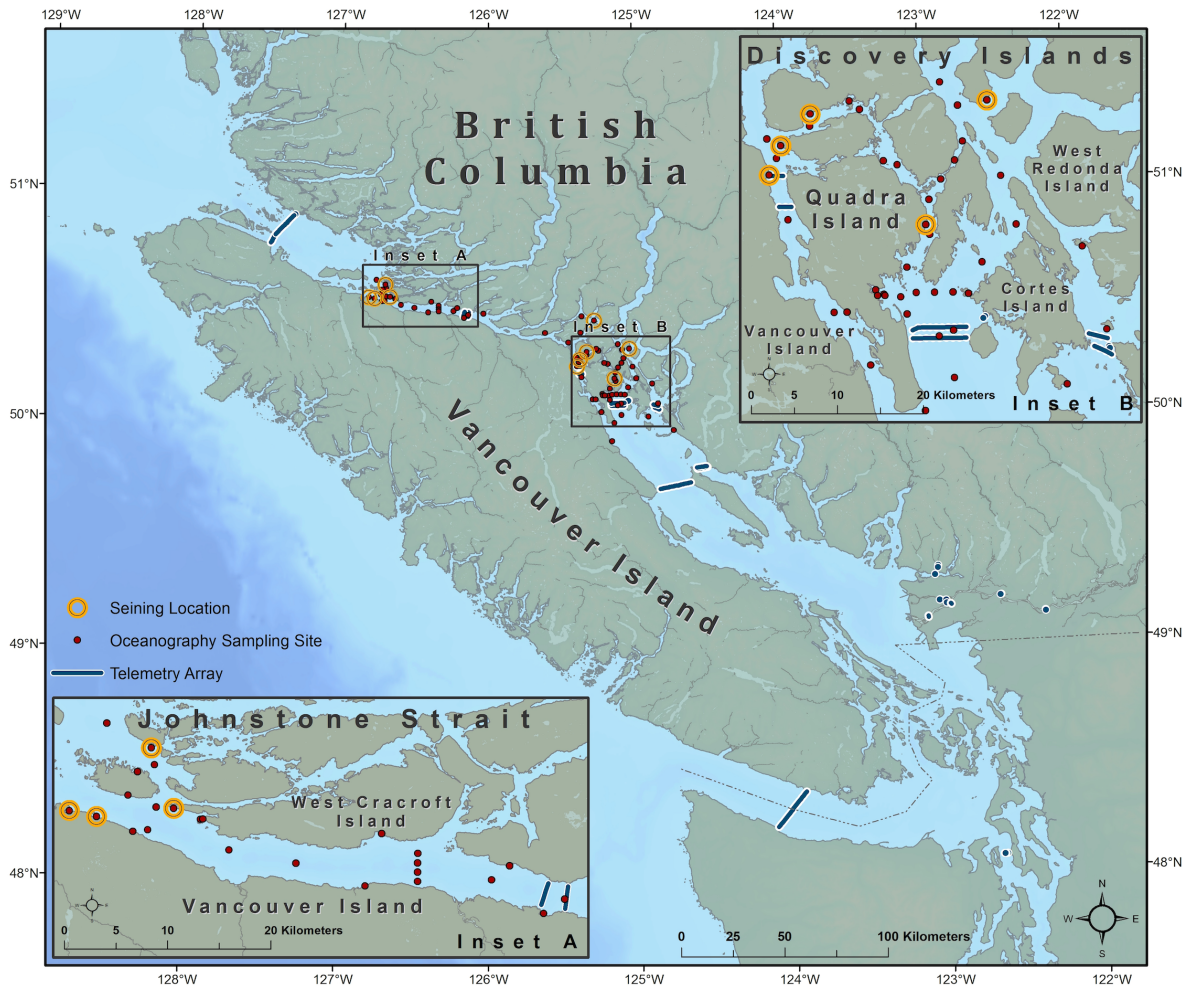 129°W 128°W 127°W 126°W 125°W 124°W 123°W 122°W
Discovery Islands
British
Columbia
West
Redonda
Island
51°N
51°N
Quadra
Island
Inset A
Cortes
Island
Inset B
Vancouver
Island
N
W E
S
0 5 10 20 Kilometers
Inset B
50°N
50°N
Vancouver Island
Seining Location
Oceanography Sampling Site
Telemetry Array
49°N
49°N
Johnstone Strait
West Cracroft
Island
48°N
48°N
Vancouver Island
N
W E
S
0 5 10 20 Kilometers
Inset A
N
W E
S
0 25 50 100 Kilometers
128°W 127°W 126°W 125°W 124°W 123°W 122°W